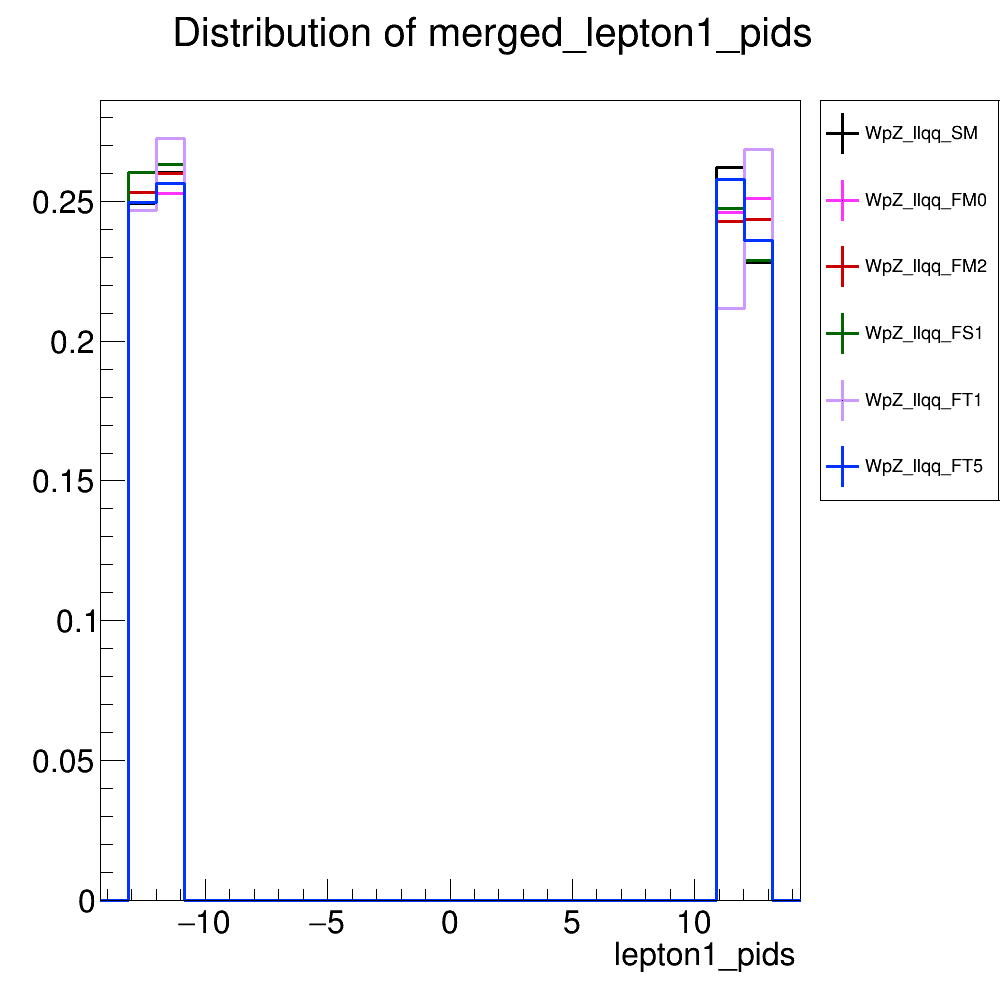 Distribution of merged_lepton1_pids
0.25
0.2
0.15
0.1
0.05
0
−10
−5
0
5
10
lepton1_pids
WpZ_llqq_SM
WpZ_llqq_FM0
WpZ_llqq_FM2
WpZ_llqq_FS1
WpZ_llqq_FT1
WpZ_llqq_FT5